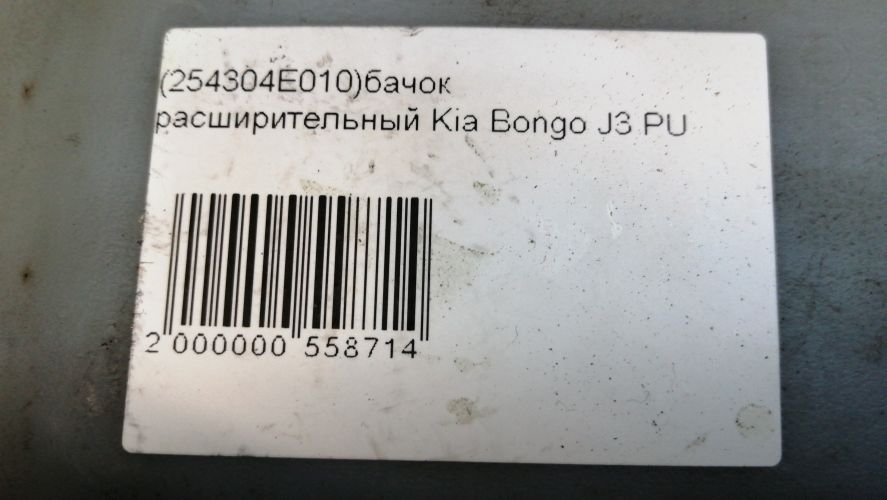 (254304E010)бачок
расширительный Kia Bongo J3 PU
2 000000 558714